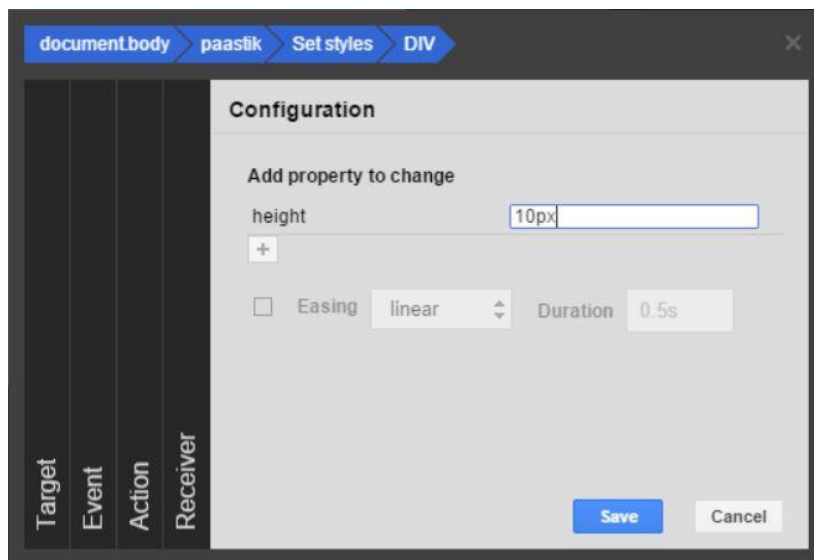 document.body paastik Set styles DIV ×
Configuration
Add property to change
height 10px
+
Easing linear Duration 0.5s
Target
Event
Action
Receiver
Save Cancel